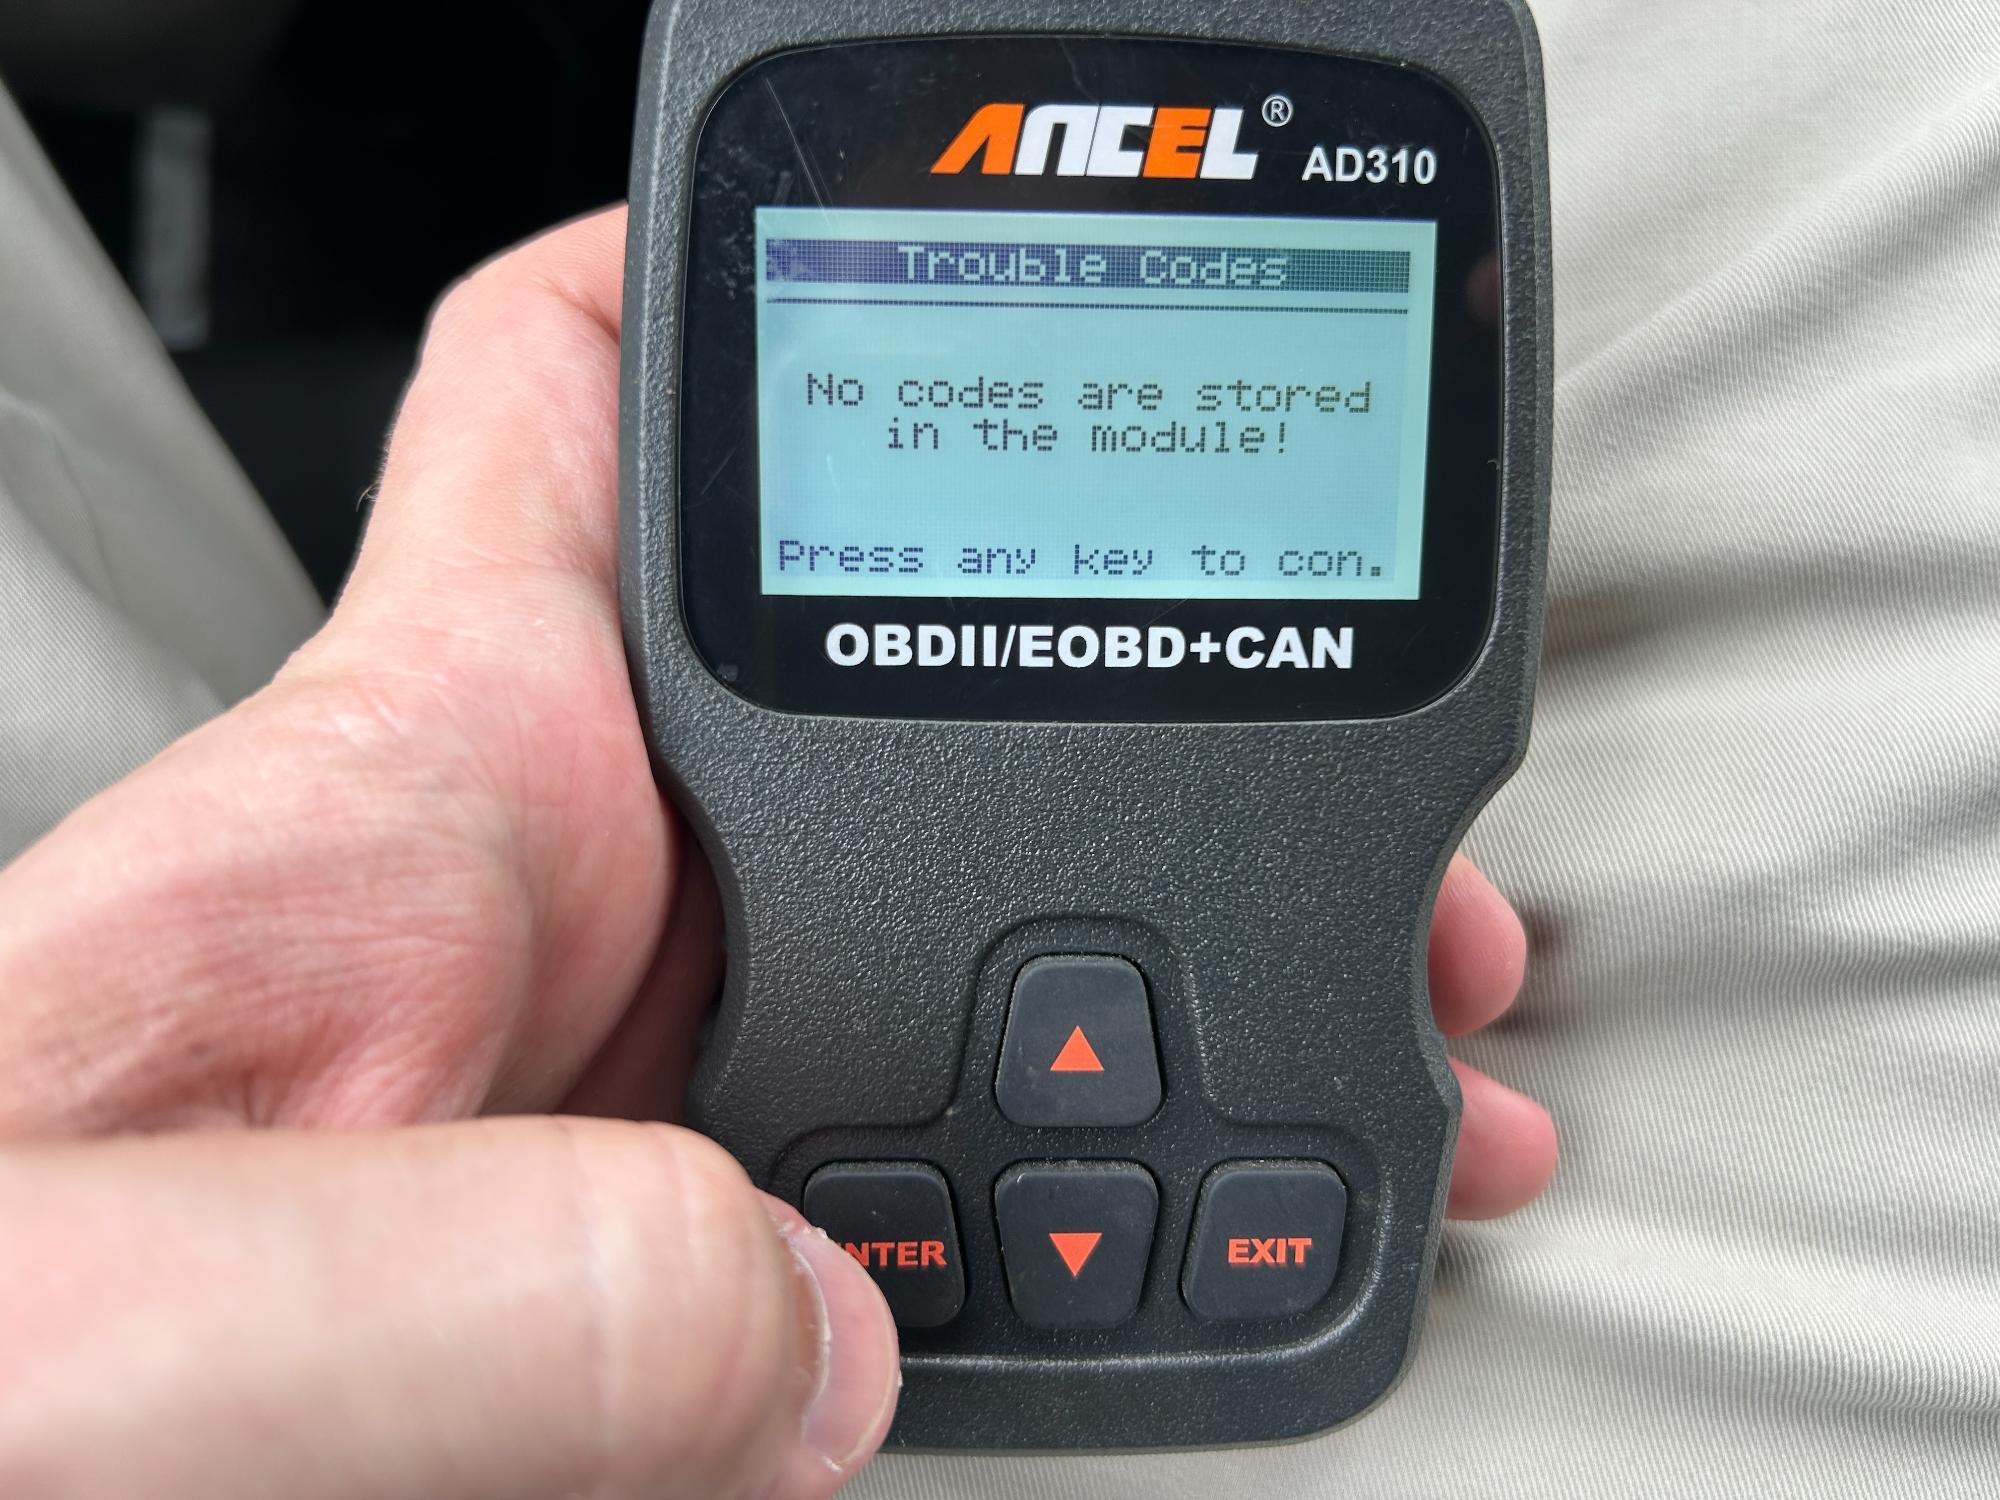 ANCEL® AD310
Trouble Codes
No codes are stored
in the module!
Press any key to con.
OBDII/EOBD+CAN
NTER
EXIT